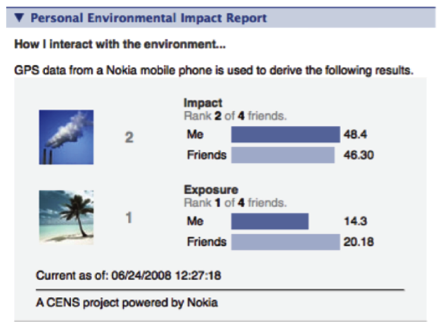 ▼ Personal Environmental Impact Report
How I interact with the environment...
GPS data from a Nokia mobile phone is used to derive the following results.
2
Impact
Rank 2 of 4 friends.
Me 48.4
Friends 46.30
1
Exposure
Rank 1 of 4 friends.
Me 14.3
Friends 20.18
Current as of: 06/24/2008 12:27:18
A CENS project powered by Nokia